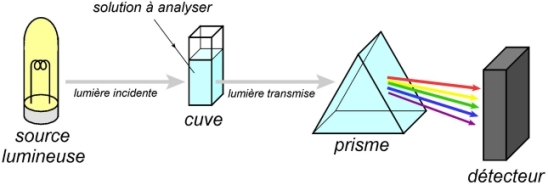 solution à analyser
lumière incidente
lumière transmise
cuve
source
lumineuse
prisme
détecteur